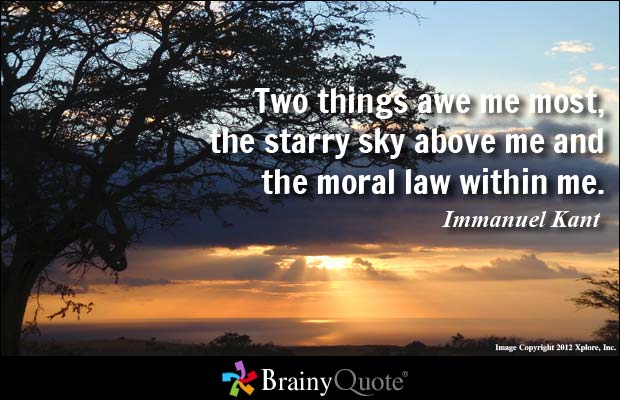 Two things awe me most,
the starry sky above me and
the moral law within me.
Immanuel Kant
Image Copyright 2012 Xplore, Inc.
BrainyQuote®